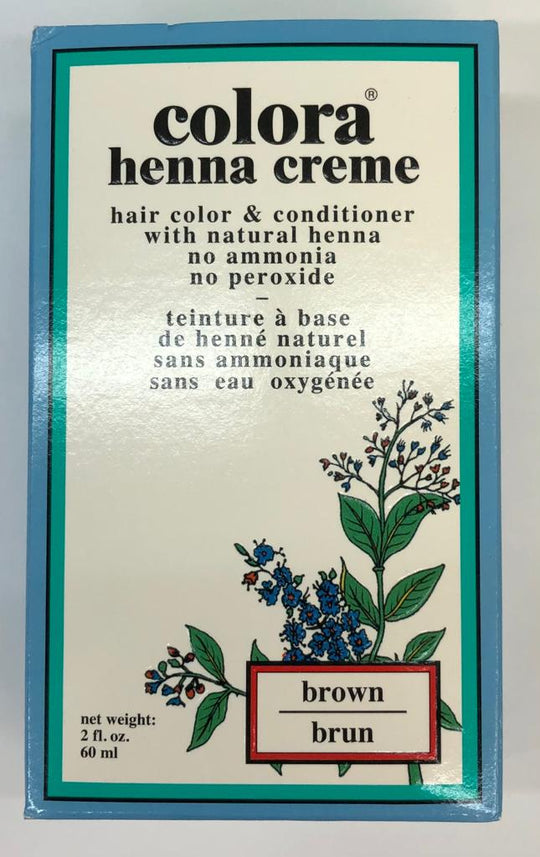 colora®
henna creme
hair color & conditioner
with natural henna
no ammonia
no peroxide
–
teinture à base
de henné naturel
sans ammoniaque
sans eau oxygénée
brown
brun
net weight:
2 fl. oz.
60 ml